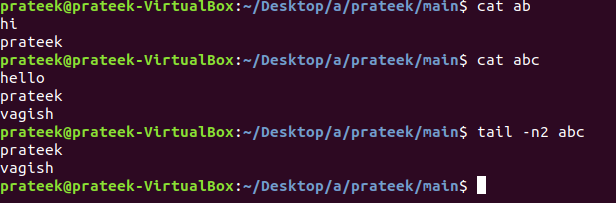 prateek@prateek-VirtualBox:~/Desktop/a/prateek/main$ cat ab
hi
prateek
prateek@prateek-VirtualBox:~/Desktop/a/prateek/main$ cat abc
hello
prateek
vagish
prateek@prateek-VirtualBox:~/Desktop/a/prateek/main$ tail -n2 abc
prateek
vagish
prateek@prateek-VirtualBox:~/Desktop/a/prateek/main$